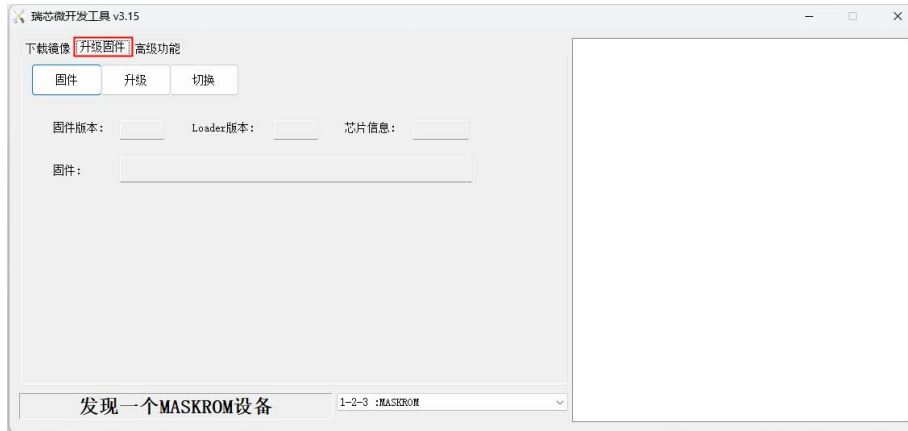 瑞芯微开发工具 v3.15
下载镜像 升级固件 高级功能
固件 升级 切换
固件版本: Loader版本: 芯片信息:
固件:
发现一个MASKROM设备 1-2-3 :MASKROM